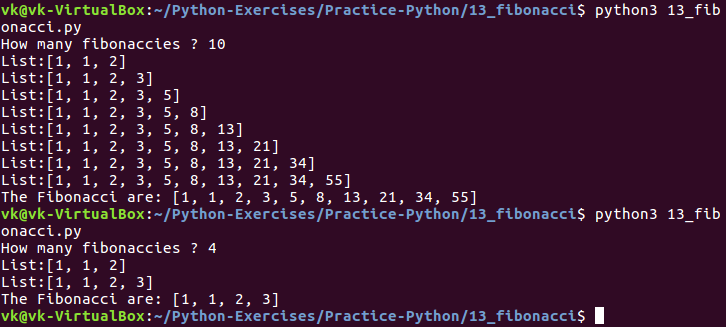 vk@vk-VirtualBox:~/Python-Exercises/Practice-Python/13_fibonacci$ python3 13_fib
onacci.py
How many fibonaccies ? 10
List:[1, 1, 2]
List:[1, 1, 2, 3]
List:[1, 1, 2, 3, 5]
List:[1, 1, 2, 3, 5, 8]
List:[1, 1, 2, 3, 5, 8, 13]
List:[1, 1, 2, 3, 5, 8, 13, 21]
List:[1, 1, 2, 3, 5, 8, 13, 21, 34]
List:[1, 1, 2, 3, 5, 8, 13, 21, 34, 55]
The Fibonacci are: [1, 1, 2, 3, 5, 8, 13, 21, 34, 55]
vk@vk-VirtualBox:~/Python-Exercises/Practice-Python/13_fibonacci$ python3 13_fib
onacci.py
How many fibonaccies ? 4
List:[1, 1, 2]
List:[1, 1, 2, 3]
The Fibonacci are: [1, 1, 2, 3]
vk@vk-VirtualBox:~/Python-Exercises/Practice-Python/13_fibonacci$